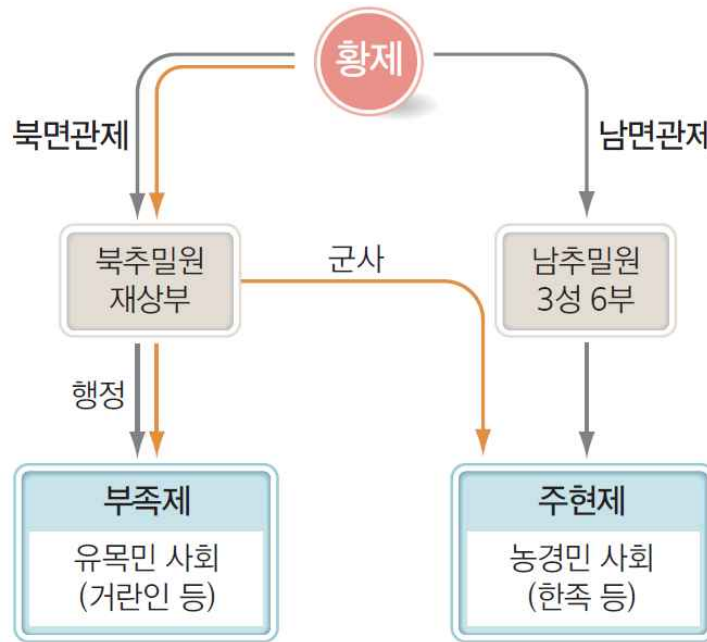 황제
북면관제
남면관제
북추밀원
재상부
군사
남추밀원
3성 6부
행정
부족제
유목민 사회
(거란인 등)
주현제
농경민 사회
(한족 등)